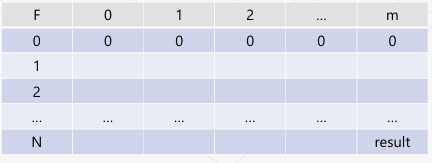 F 0 1 2 … m
0 0 0 0 0 0
1
2
… … … … … …
N result